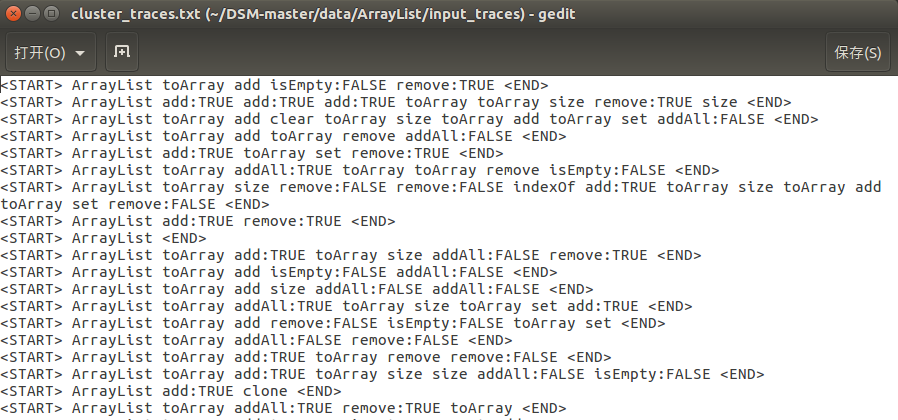 cluster_traces.txt (~/DSM-master/data/ArrayList/input_traces) - gedit
打开(O)
保存(S)
<START> ArrayList toArray add isEmpty:FALSE remove:TRUE <END>
<START> ArrayList add:TRUE add:TRUE add:TRUE toArray toArray size remove:TRUE size <END>
<START> ArrayList toArray add clear toArray size toArray add toArray set addAll:FALSE <END>
<START> ArrayList toArray add toArray remove addAll:FALSE <END>
<START> ArrayList add:TRUE toArray set remove:TRUE <END>
<START> ArrayList toArray addAll:TRUE toArray toArray remove isEmpty:FALSE <END>
<START> ArrayList toArray size remove:FALSE remove:FALSE indexOf add:TRUE toArray size toArray add
toArray set remove:FALSE <END>
<START> ArrayList add:TRUE remove:TRUE <END>
<START> ArrayList <END>
<START> ArrayList toArray add:TRUE toArray size addAll:FALSE remove:TRUE <END>
<START> ArrayList toArray add isEmpty:FALSE addAll:FALSE <END>
<START> ArrayList toArray add size addAll:FALSE addAll:FALSE <END>
<START> ArrayList toArray addAll:TRUE toArray size toArray set add:TRUE <END>
<START> ArrayList toArray add remove:FALSE isEmpty:FALSE toArray set <END>
<START> ArrayList toArray addAll:FALSE remove:FALSE <END>
<START> ArrayList toArray add:TRUE toArray remove remove:FALSE <END>
<START> ArrayList toArray add:TRUE toArray size size addAll:FALSE isEmpty:FALSE <END>
<START> ArrayList add:TRUE clone <END>
<START> ArrayList toArray addAll:TRUE remove:TRUE toArray <END>